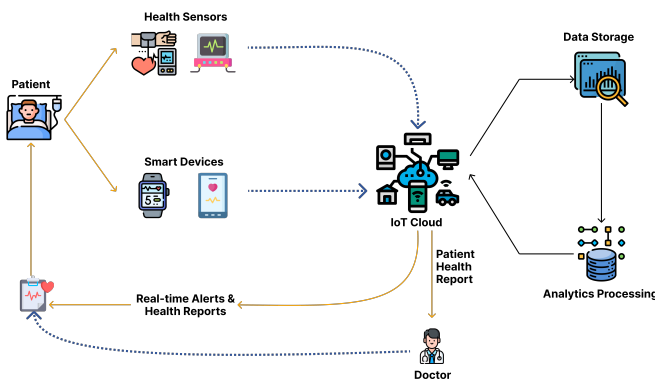 Health Sensors
Data Storage
Patient
Smart Devices
5
IoT Cloud
Patient
Health
Report
Analytics Processing
Real-time Alerts &
Health Reports
Doctor